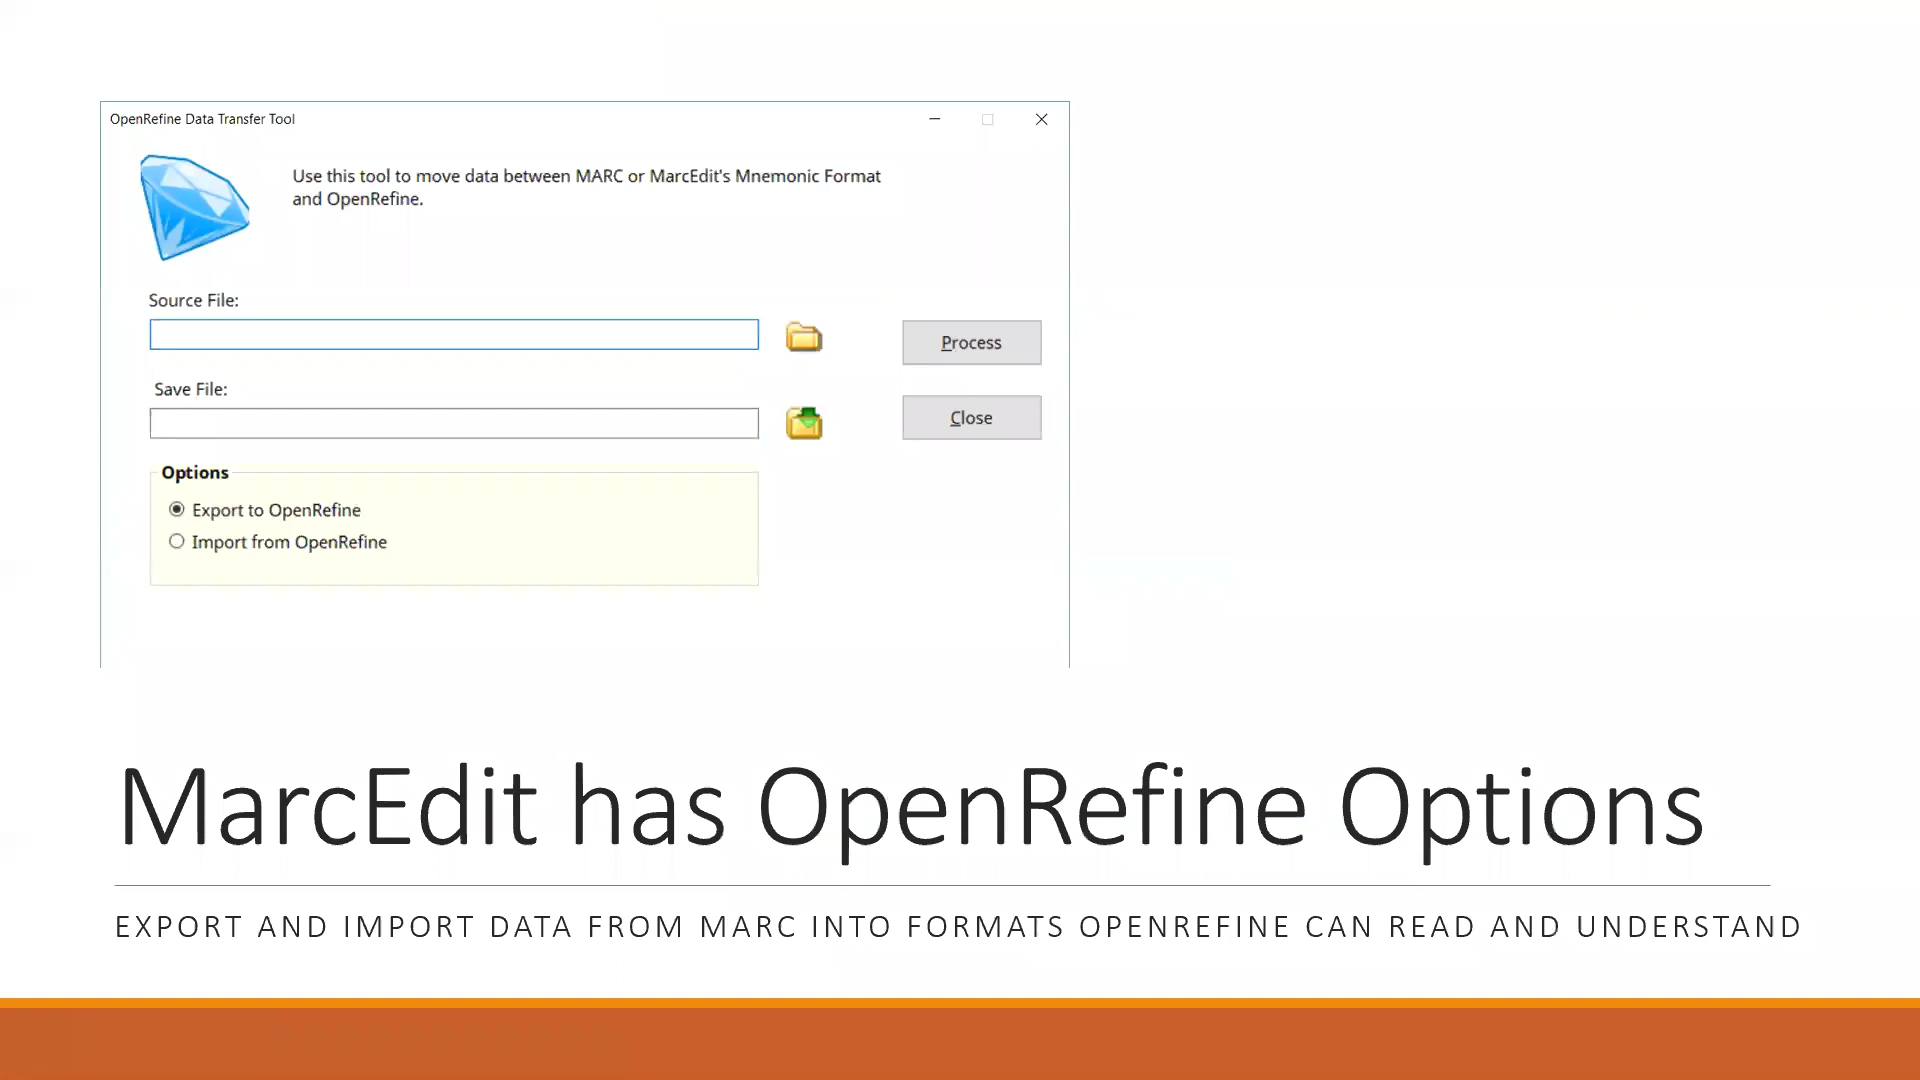 OpenRefine Data Transfer Tool
Use this tool to move data between MARC or MarcEdit's Mnemonic Format
and OpenRefine.
Source File:
Process
Save File:
Close
Options
Export to OpenRefine
Import from OpenRefine
MarcEdit has OpenRefine Options
EXPORT AND IMPORT DATA FROM MARC INTO FORMATS OPENREFINE CAN READ AND UNDERSTAND